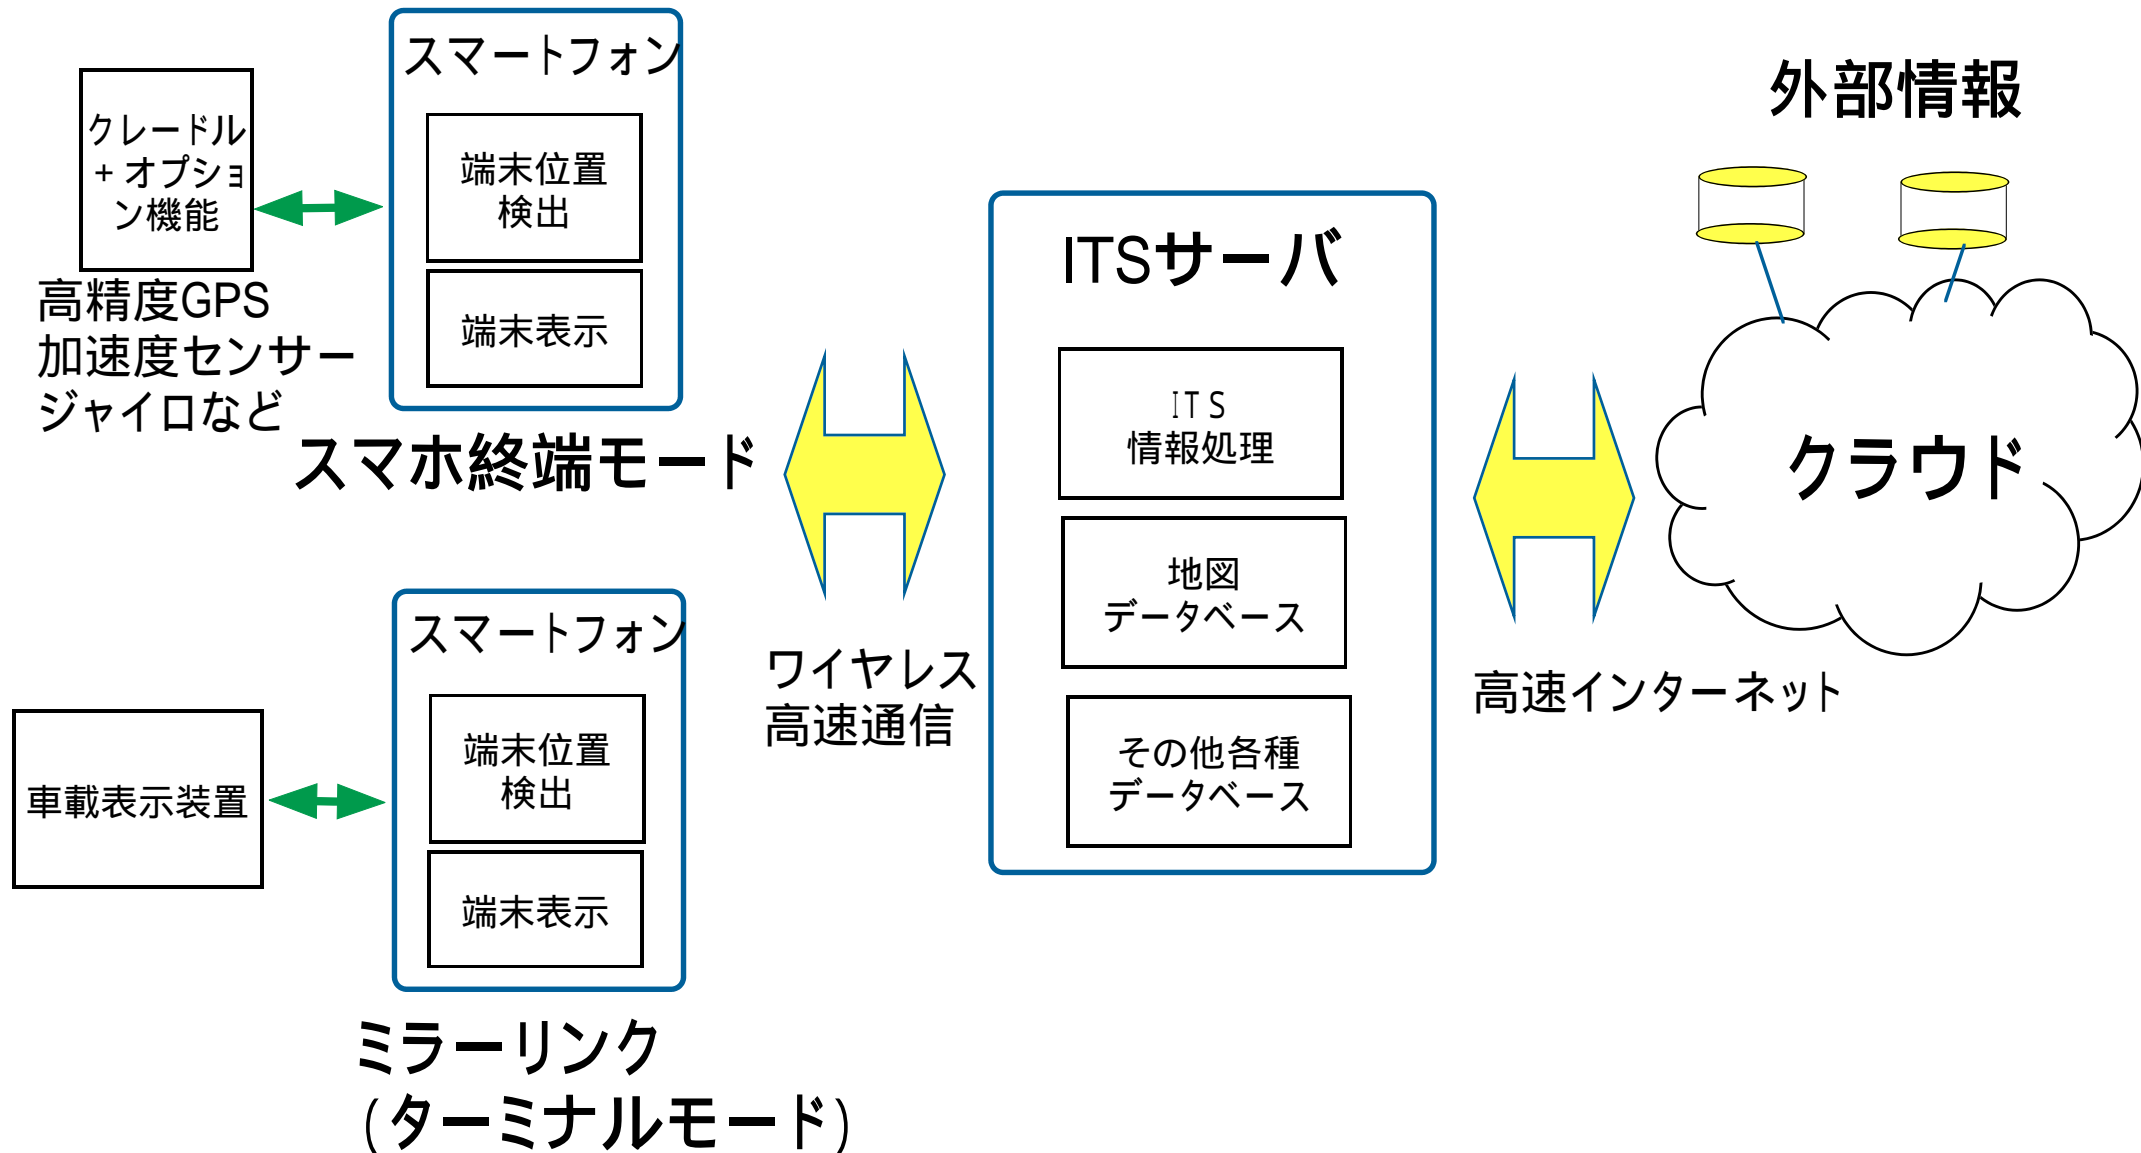 スマートフォン
クレードル
+ オプショ
ン機能
端末位置
検出
端末表示
高精度GPS
加速度センサー
ジャイロなど
スマホ終端モード
スマートフォン
端末位置
検出
端末表示
車載表示装置
ミラーリンク
(ターミナルモード)
ワイヤレス
高速通信
ITSサーバ
ITS
情報処理
地図
データベース
その他各種
データベース
高速インターネット
外部情報
クラウド